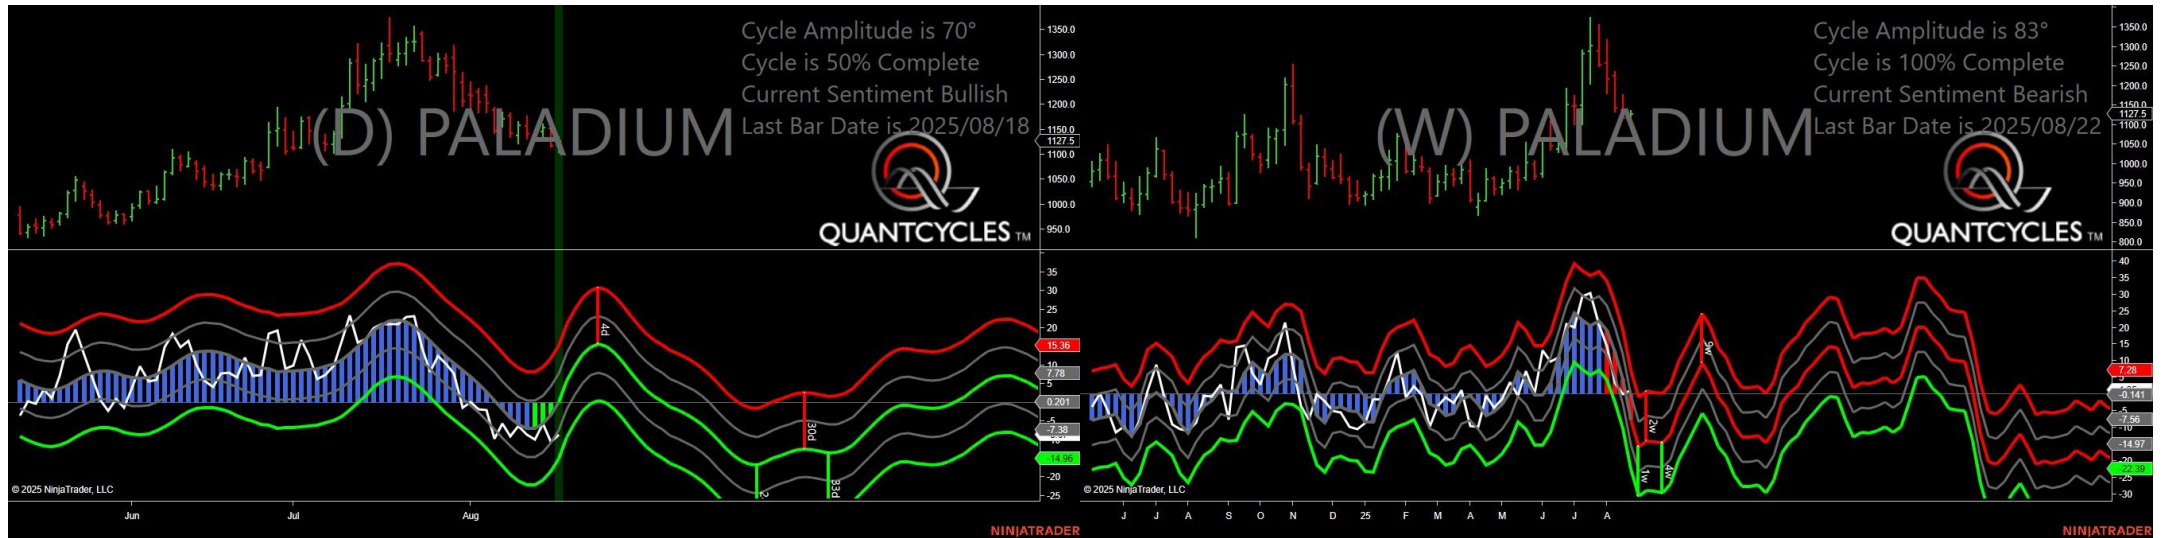 Cycle Amplitude is 70°
Cycle is 50% Complete
Current Sentiment Bullish
Last Bar Date is 2025/08/18
(D) PALADIUM
QUANTCYCLES TM
1350.0
1300.0
1250.0
1200.0
1150.0
1127.5
1100.0
1050.0
1000.0
950.0
35
30
25
20
15.36
10
7.78
5
0.201
-5
-7.38
-14.96
-20
-25
4d
30d
33d
© 2025 NinjaTrader, LLC
Jun
Jul
Aug
NINJATRADER
Cycle Amplitude is 83°
Cycle is 100% Complete
Current Sentiment Bearish
Last Bar Date is 2025/08/22
(W) PALADIUM
QUANTCYCLES TM
1350.0
1300.0
1250.0
1200.0
1150.0
1127.5
1100.0
1050.0
1000.0
950.0
900.0
850.0
800.0
40
35
30
25
20
15
10
7.28
-0.141
-5
-7.56
-14.97
-20
-22.39
-25
-30
9w
2w
1w
4w
© 2025 NinjaTrader, LLC
J J A S O N D 25 F M A M J J A
NINJATRADER